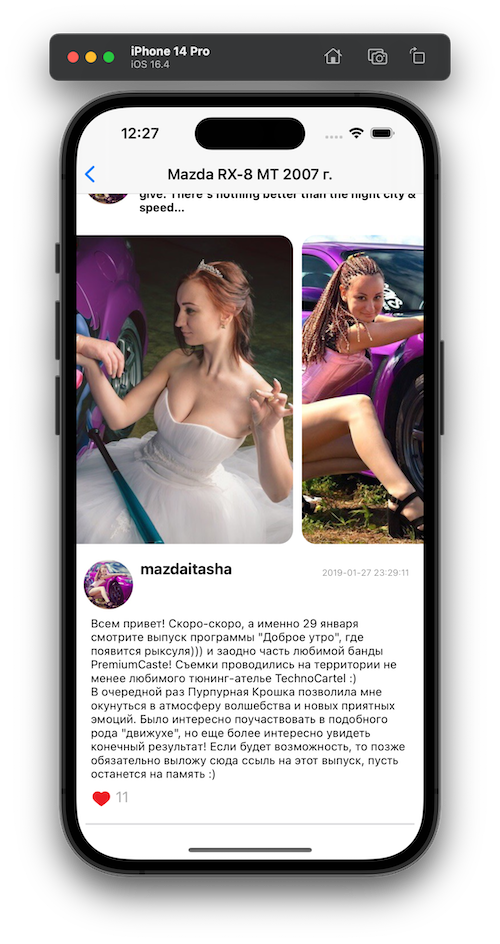 iPhone 14 Pro
iOS 16.4
12:27
Mazda RX-8 MT 2007 г.
give. There's nothing better than the night city &
speed...
mazdaitasha
2019-01-27 23:29:11
Всем привет! Скоро-скоро, а именно 29 января
смотрите выпуск программы "Доброе утро", где
появится рыксуля))) и заодно часть любимой банды
PremiumCaste! Съемки проводились на территории не
менее любимого тюнинг-ателье TechnoCartel :)
В очередной раз Пурпурная Крошка позволила мне
окунуться в атмосферу волшебства и новых приятных
эмоций. Было интересно поучаствовать в подобного
рода "движухе", но еще более интересно увидеть
конечный результат! Если будет возможность, то позже
обязательно выложу сюда ссыль на этот выпуск, пусть
останется на память :)
11